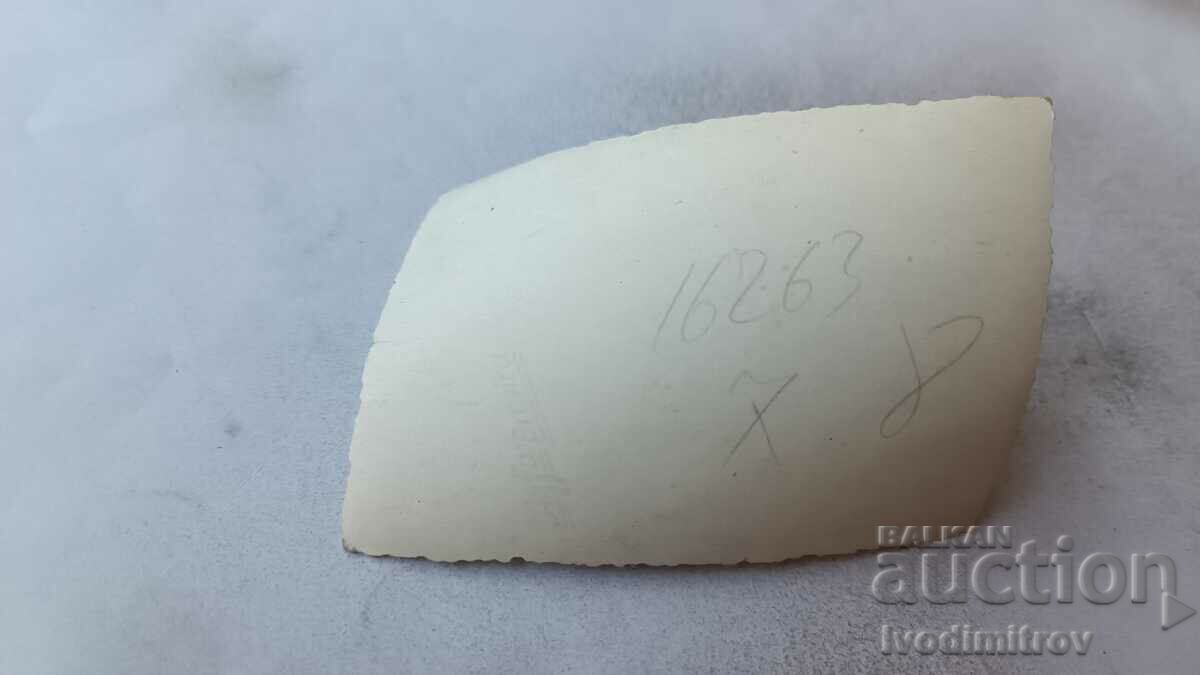 16263
X 8
BALKAN
auction
Ivodimitrov